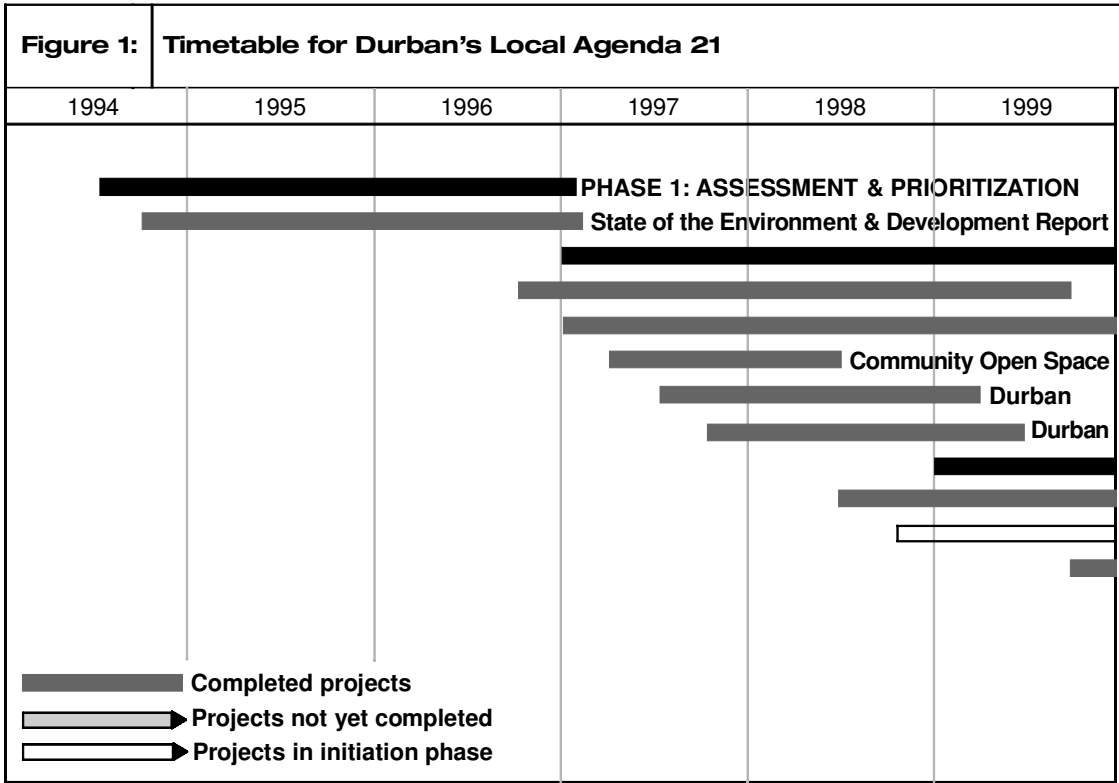 Figure 1: Timetable for Durban's Local Agenda 21
1994 1995 1996 1997 1998 1999
PHASE 1: ASSESSMENT & PRIORITIZATION
State of the Environment & Development Report
Community Open Space
Durban
Durban
Completed projects
Projects not yet completed
Projects in initiation phase